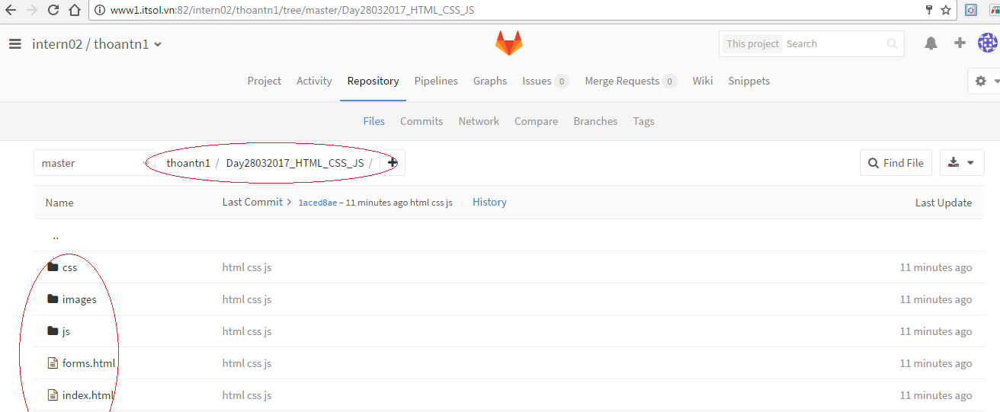 www1.itsol.vn:82/intern02/thoantn1/tree/master/Day28032017_HTML_CSS_JS
intern02 / thoantn1
This project Search
Project Activity Repository Pipelines Graphs Issues 0 Merge Requests 0 Wiki Snippets
Files Commits Network Compare Branches Tags
master thoantn1 / Day28032017_HTML_CSS_JS / + Find File
Name Last Commit > 1aced8ae – 11 minutes ago html css js History Last Update
..
css html css js 11 minutes ago
images html css js 11 minutes ago
js html css js 11 minutes ago
forms.html html css js 11 minutes ago
index.html html css js 11 minutes ago